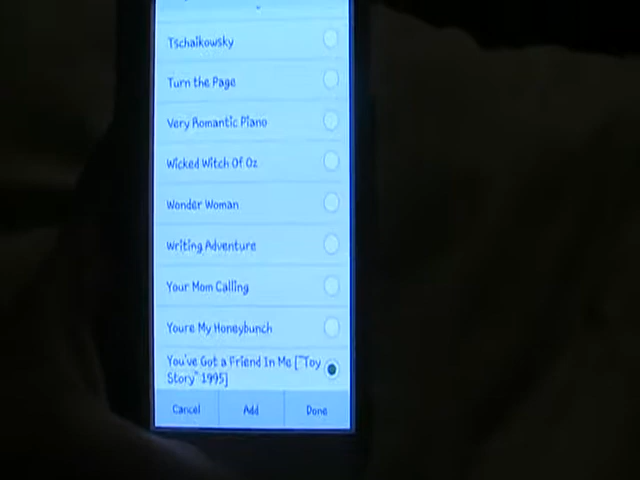 Tschaikowsky
Turn the Page
Very Romantic Piano
Wicked Witch Of Oz
Wonder Woman
Writing Adventure
Your Mom Calling
Youre My Honeybunch
You've Got a Friend In Me ["Toy
Story" 1995]
Cancel Add Done